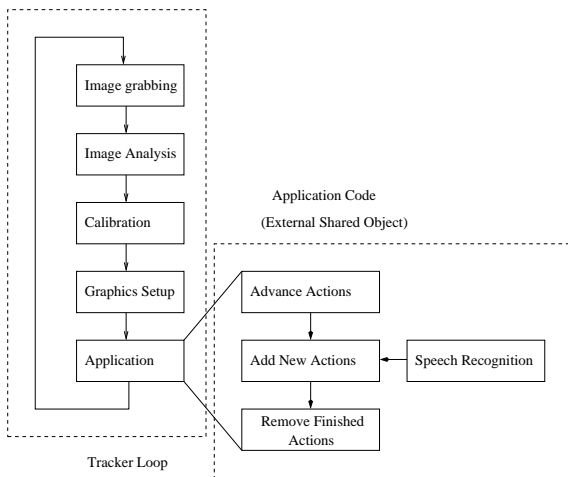 Image grabbing
Image Analysis
Calibration
Graphics Setup
Application
Tracker Loop
Application Code
(External Shared Object)
Advance Actions
Add New Actions
Speech Recognition
Remove Finished
Actions